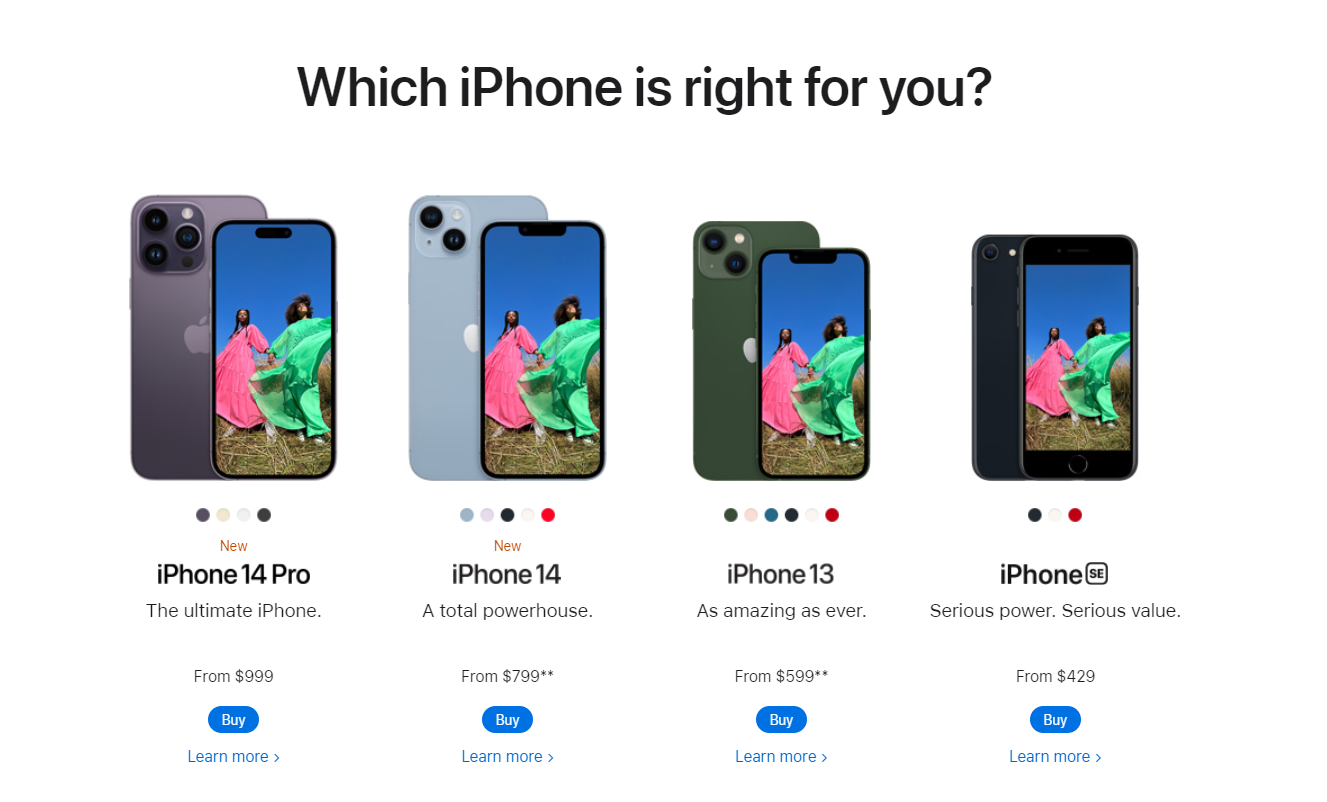 Which iPhone is right for you?
New
iPhone 14 Pro
The ultimate iPhone.
From $999
Buy
Learn more >
New
iPhone 14
A total powerhouse.
From $799**
Buy
Learn more >
iPhone 13
As amazing as ever.
From $599**
Buy
Learn more >
iPhone SE
Serious power. Serious value.
From $429
Buy
Learn more >